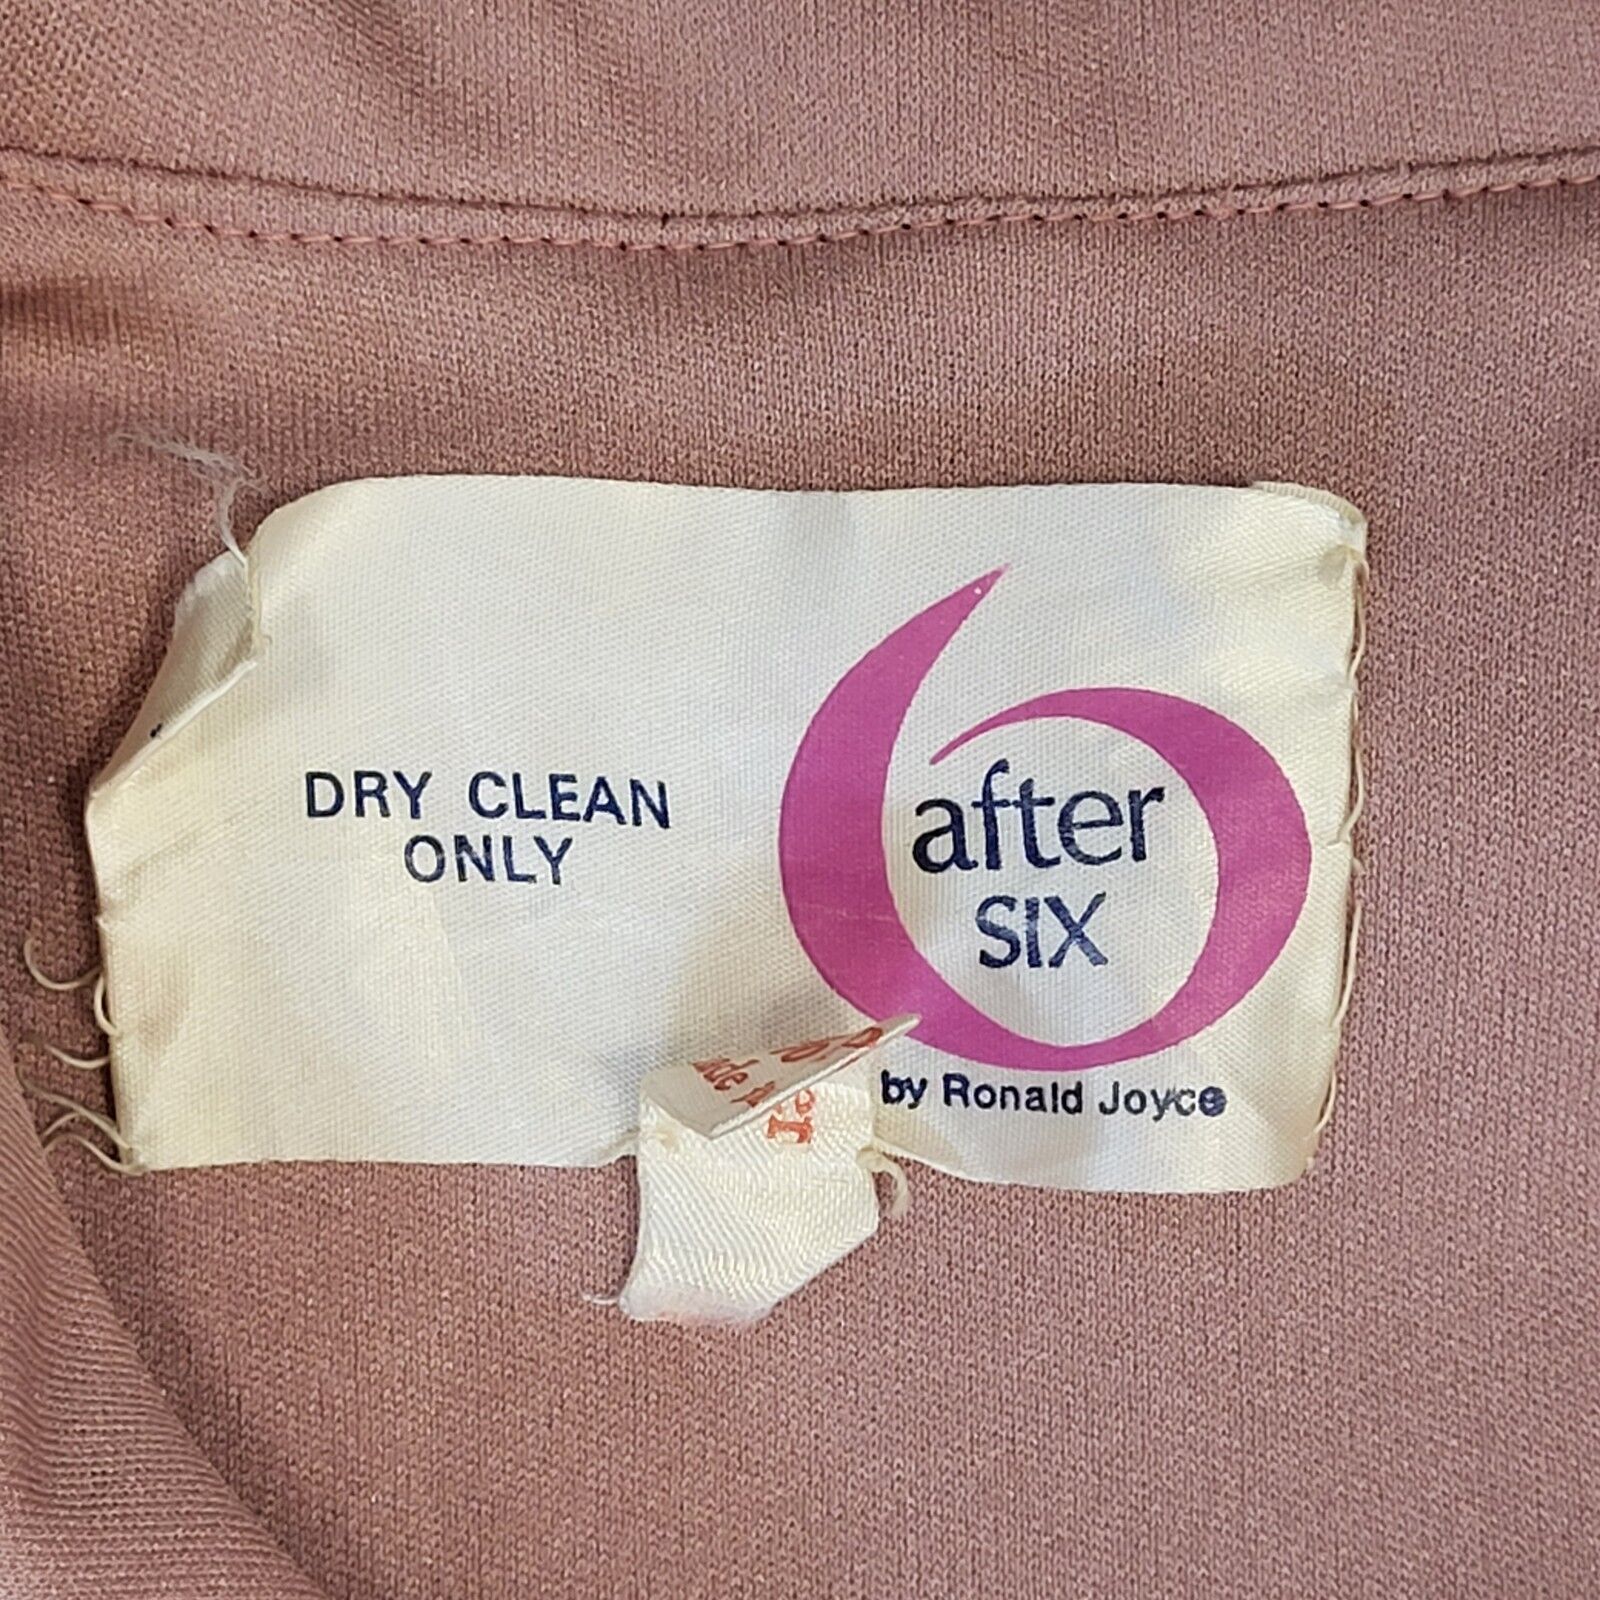 DRY CLEAN
ONLY
after
SIX
by Ronald Joyce